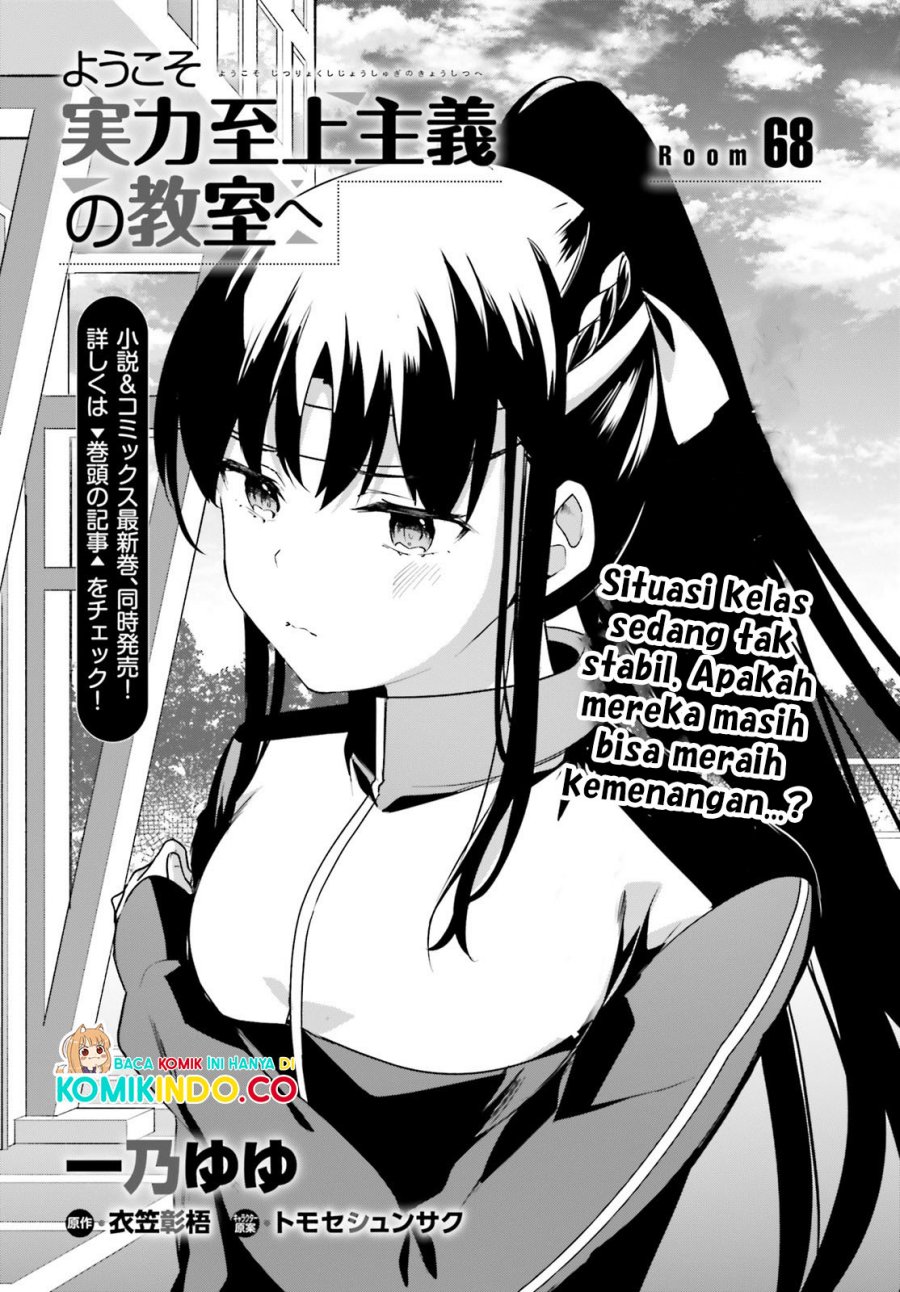 ようこそ
ようこそ じつりょくしじょうしゅぎのきょうしつへ
実力至上主義
の教室へ
Room 68
小説&コミックス最新巻、同時発売!
詳しくは▼巻頭の記事▲をチェック!
Situasi Kelas
sedang tak
stabil. Apakah
mereka masih
bisa meraih
kemenangan...?
BACA KOMIK INI HANYA DI
KOMIKINDO.CO
一乃ゆゆ
原作・衣笠彰梧 キャラクター原案・トモセシュンサク